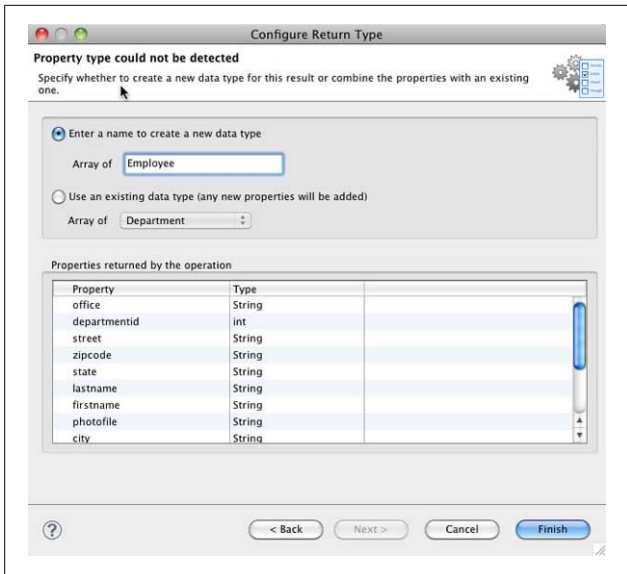 Configure Return Type
Property type could not be detected
Specify whether to create a new data type for this result or combine the properties with an existing
one.
Enter a name to create a new data type
Array of Employee
Use an existing data type (any new properties will be added)
Array of Department
Properties returned by the operation
Property Type
office String
departmentid int
street String
zipcode String
state String
lastname String
firstname String
photofile String
city String
? < Back Next > Cancel Finish